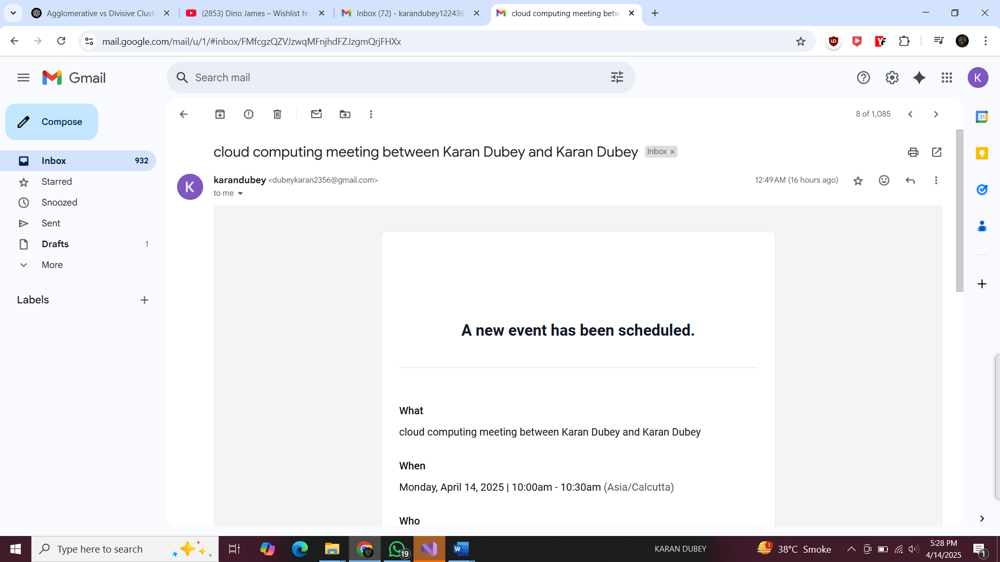 Agglomerative vs Divisive Clust
(2853) Dino James – Wishlist fea
Inbox (72) - karandubey122436
cloud computing meeting betw
mail.google.com/mail/u/1/#inbox/FMfcgzQZVJzwqMFnjhdFZJzgmQrjFHXx
Gmail
Search mail
K
Compose
8 of 1,085
Inbox 932
Starred
Snoozed
Sent
Drafts 1
More
Labels
cloud computing meeting between Karan Dubey and Karan Dubey Inbox ×
K
karandubey <dubeykaran2356@gmail.com>
12:49 AM (16 hours ago)
to me
31
A new event has been scheduled.
What
cloud computing meeting between Karan Dubey and Karan Dubey
When
Monday, April 14, 2025 | 10:00am - 10:30am (Asia/Calcutta)
Who
Type here to search
19
KARAN DUBEY
1
38°C Smoke
5:28 PM
4/14/2025
1